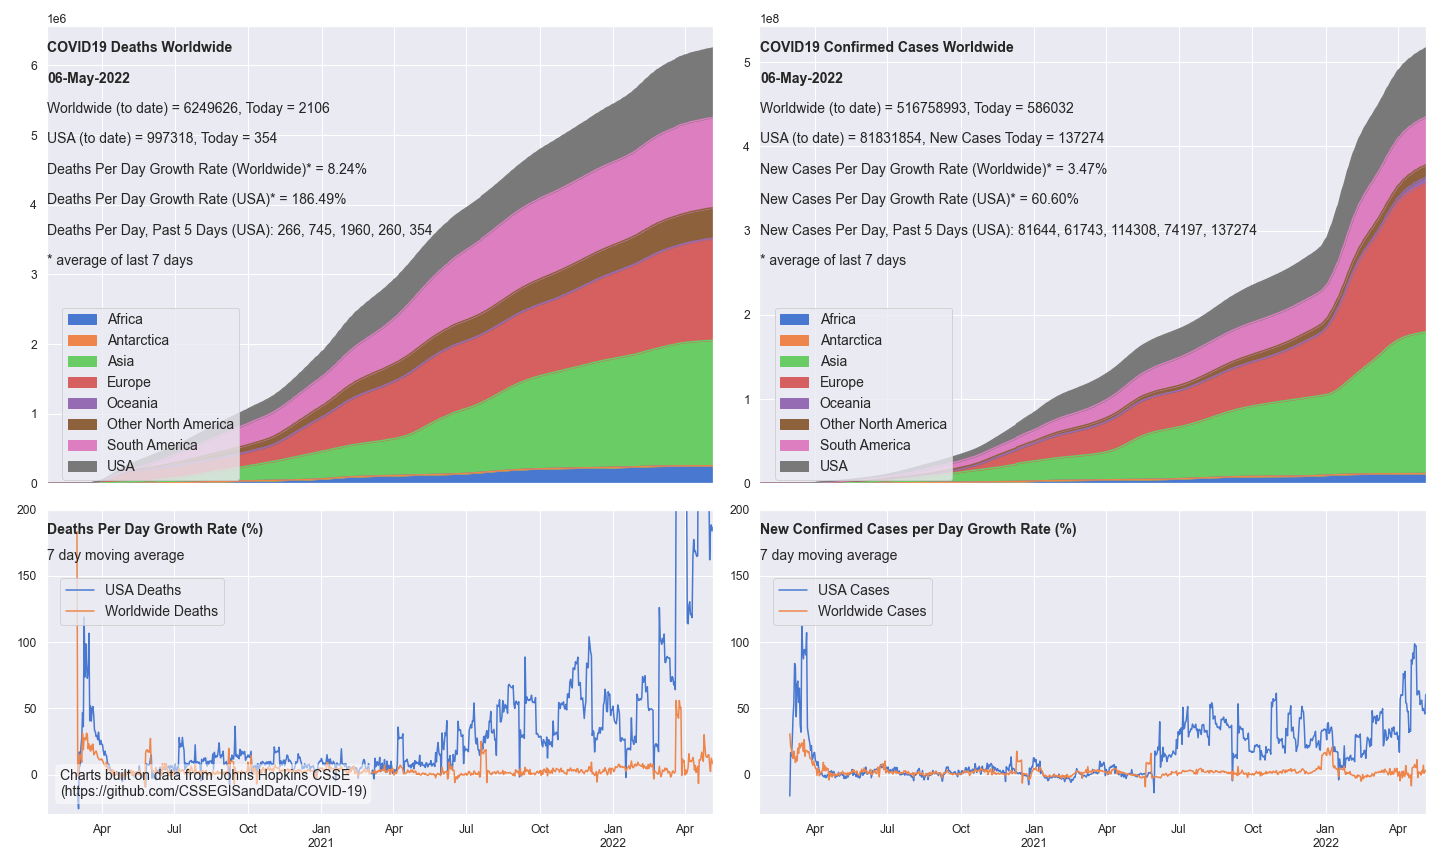 1e6
COVID19 Deaths Worldwide
06-May-2022
Worldwide (to date) = 6249626, Today = 2106
USA (to date) = 997318, Today = 354
Deaths Per Day Growth Rate (Worldwide)* = 8.24%
Deaths Per Day Growth Rate (USA)* = 186.49%
Deaths Per Day, Past 5 Days (USA): 266, 745, 1960, 260, 354
* average of last 7 days
6
5
4
3
2
1
0
Africa
Antarctica
Asia
Europe
Oceania
Other North America
South America
USA
1e8
COVID19 Confirmed Cases Worldwide
06-May-2022
Worldwide (to date) = 516758993, Today = 586032
USA (to date) = 81831854, New Cases Today = 137274
New Cases Per Day Growth Rate (Worldwide)* = 3.47%
New Cases Per Day Growth Rate (USA)* = 60.60%
New Cases Per Day, Past 5 Days (USA): 81644, 61743, 114308, 74197, 137274
* average of last 7 days
5
4
3
2
1
0
Africa
Antarctica
Asia
Europe
Oceania
Other North America
South America
USA
Deaths Per Day Growth Rate (%)
7 day moving average
USA Deaths
Worldwide Deaths
200
150
100
50
0
Charts built on data from Johns Hopkins CSSE
(https://github.com/CSSEGISandData/COVID-19)
Apr Jul Oct Jan Apr Jul Oct Jan Apr
2021 2022
New Confirmed Cases per Day Growth Rate (%)
7 day moving average
USA Cases
Worldwide Cases
200
150
100
50
0
Apr Jul Oct Jan Apr Jul Oct Jan Apr
2021 2022